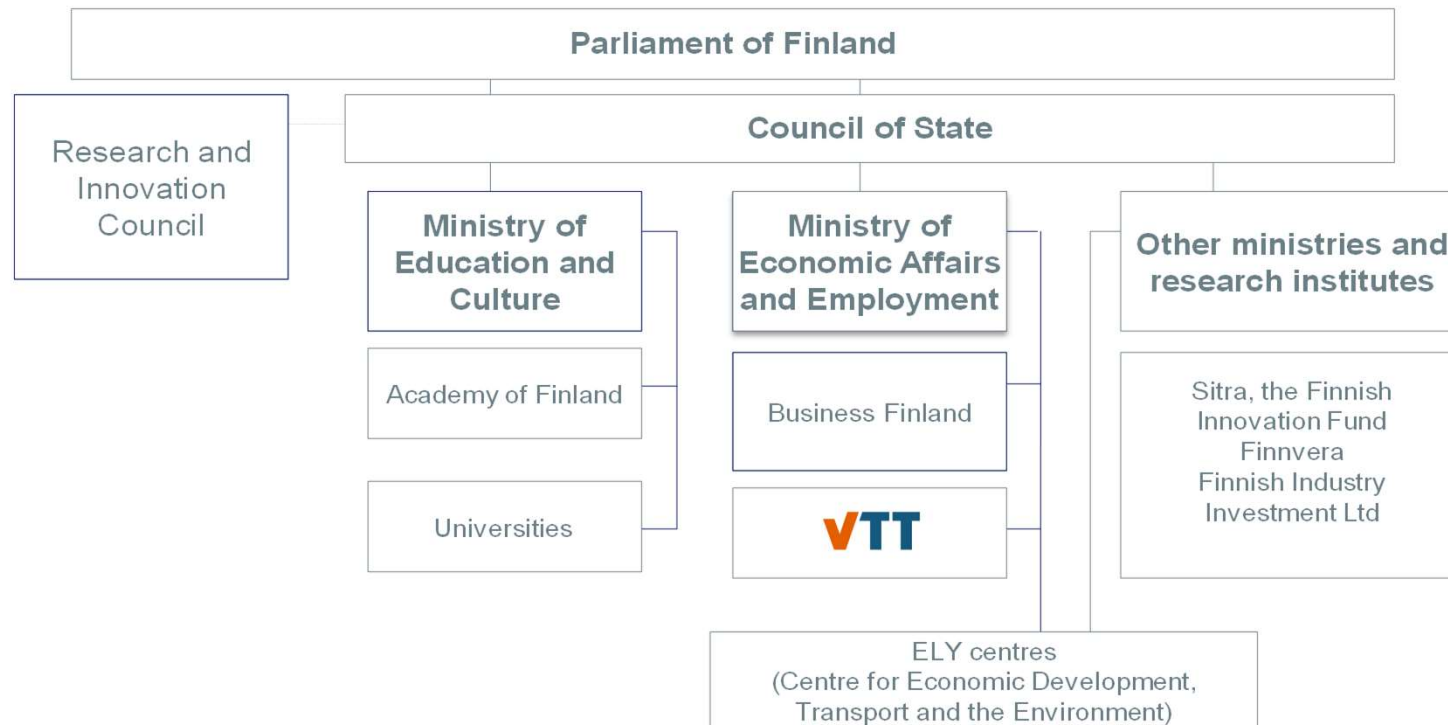 Parliament of Finland
Research and
Innovation
Council
Council of State
Ministry of
Education and
Culture
Academy of Finland
Universities
Ministry of
Economic Affairs
and Employment
Business Finland
VTT
Other ministries and
research institutes
Sitra, the Finnish
Innovation Fund
Finnvera
Finnish Industry
Investment Ltd
ELY centres
(Centre for Economic Development,
Transport and the Environment)